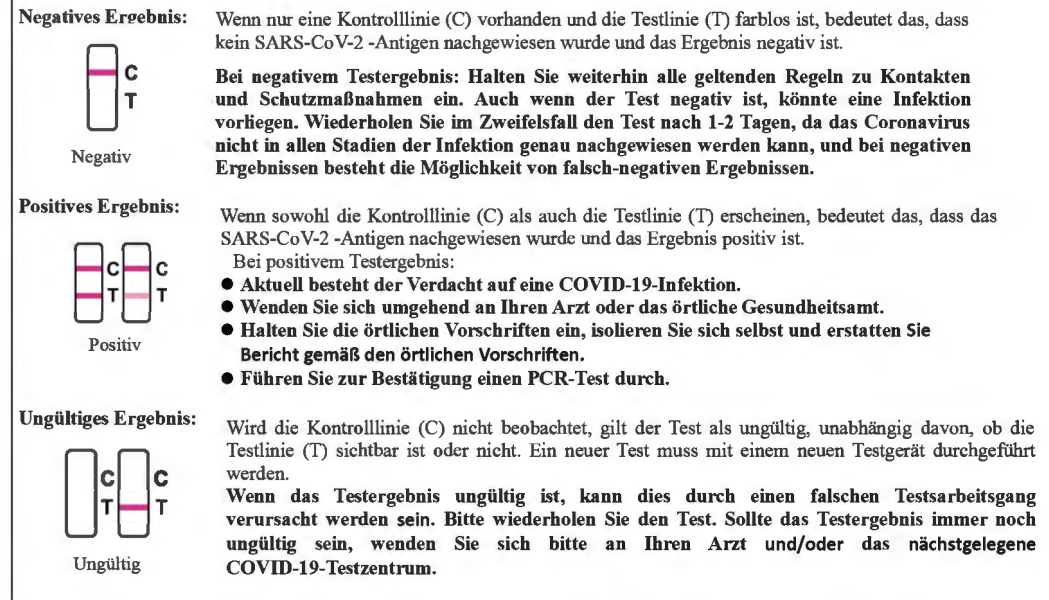 Negatives Ergebnis:
Wenn nur eine Kontrolllinie (C) vorhanden und die Testlinie (T) farblos ist, bedeutet das, dass
kein SARS-CoV-2 -Antigen nachgewiesen wurde und das Ergebnis negativ ist.
C
T
Negativ
Bei negativem Testergebnis: Halten Sie weiterhin alle geltenden Regeln zu Kontakten
und Schutzmaßnahmen ein. Auch wenn der Test negativ ist, könnte eine Infektion
vorliegen. Wiederholen Sie im Zweifelsfall den Test nach 1-2 Tagen, da das Coronavirus
nicht in allen Stadien der Infektion genau nachgewiesen werden kann, und bei negativen
Ergebnissen besteht die Möglichkeit von falsch-negativen Ergebnissen.
Positives Ergebnis:
Wenn sowohl die Kontrolllinie (C) als auch die Testlinie (T) erscheinen, bedeutet das, dass das
SARS-CoV-2 -Antigen nachgewiesen wurde und das Ergebnis positiv ist.
C C
T T
Positiv
Bei positivem Testergebnis:
● Aktuell besteht der Verdacht auf eine COVID-19-Infektion.
● Wenden Sie sich umgehend an Ihren Arzt oder das örtliche Gesundheitsamt.
● Halten Sie die örtlichen Vorschriften ein, isolieren Sie sich selbst und erstatten Sie
Bericht gemäß den örtlichen Vorschriften.
● Führen Sie zur Bestätigung einen PCR-Test durch.
Ungültiges Ergebnis:
Wird die Kontrolllinie (C) nicht beobachtet, gilt der Test als ungültig, unabhängig davon, ob die
Testlinie (T) sichtbar ist oder nicht. Ein neuer Test muss mit einem neuen Testgerät durchgeführt
werden.
C C
T T
Ungültig
Wenn das Testergebnis ungültig ist, kann dies durch einen falschen Testsarbeitsgang
verursacht werden sein. Bitte wiederholen Sie den Test. Sollte das Testergebnis immer noch
ungültig sein, wenden Sie sich bitte an Ihren Arzt und/oder das nächstgelegene
COVID-19-Testzentrum.